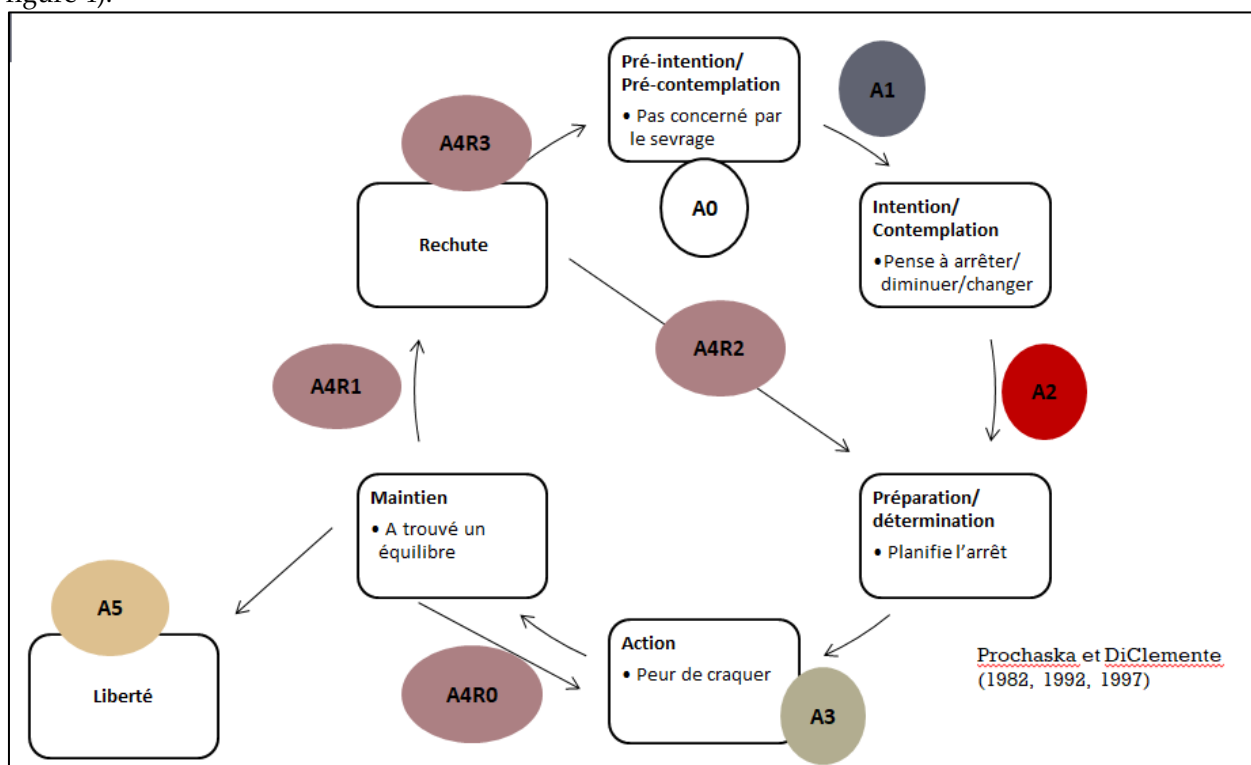 figure 1).
Pré-intention/
Pré-contemplation
• Pas concerné par
le sevrage
A0
A1
Intention/
Contemplation
•Pense à arrêter/
diminuer/changer
A2
Préparation/
détermination
• Planifie l'arrêt
A3
Action
• Peur de craquer
A4R0
Maintien
• A trouvé un
équilibre
A4R1
Rechute
A4R3
A4R2
A5
Liberté
Prochaska et DiClemente
(1982, 1992, 1997)